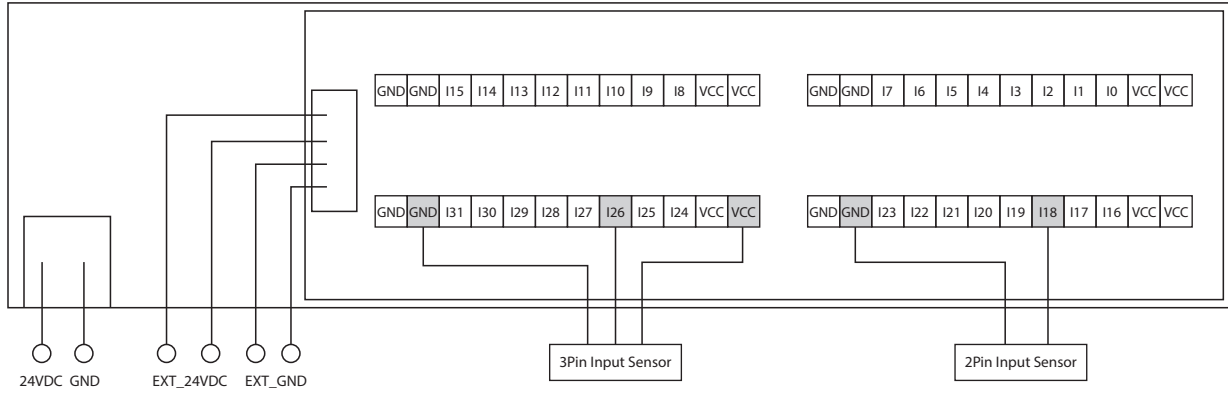 GND GND I15 I14 I13 I12 I11 I10 I9 I8 VCC VCC
GND GND I7 I6 I5 I4 I3 I2 I1 I0 VCC VCC
GND GND I31 I30 I29 I28 I27 I26 I25 I24 VCC VCC
GND GND I23 I22 I21 I20 I19 I18 I17 I16 VCC VCC
3Pin Input Sensor
2Pin Input Sensor
24VDC GND
EXT_24VDC
EXT_GND